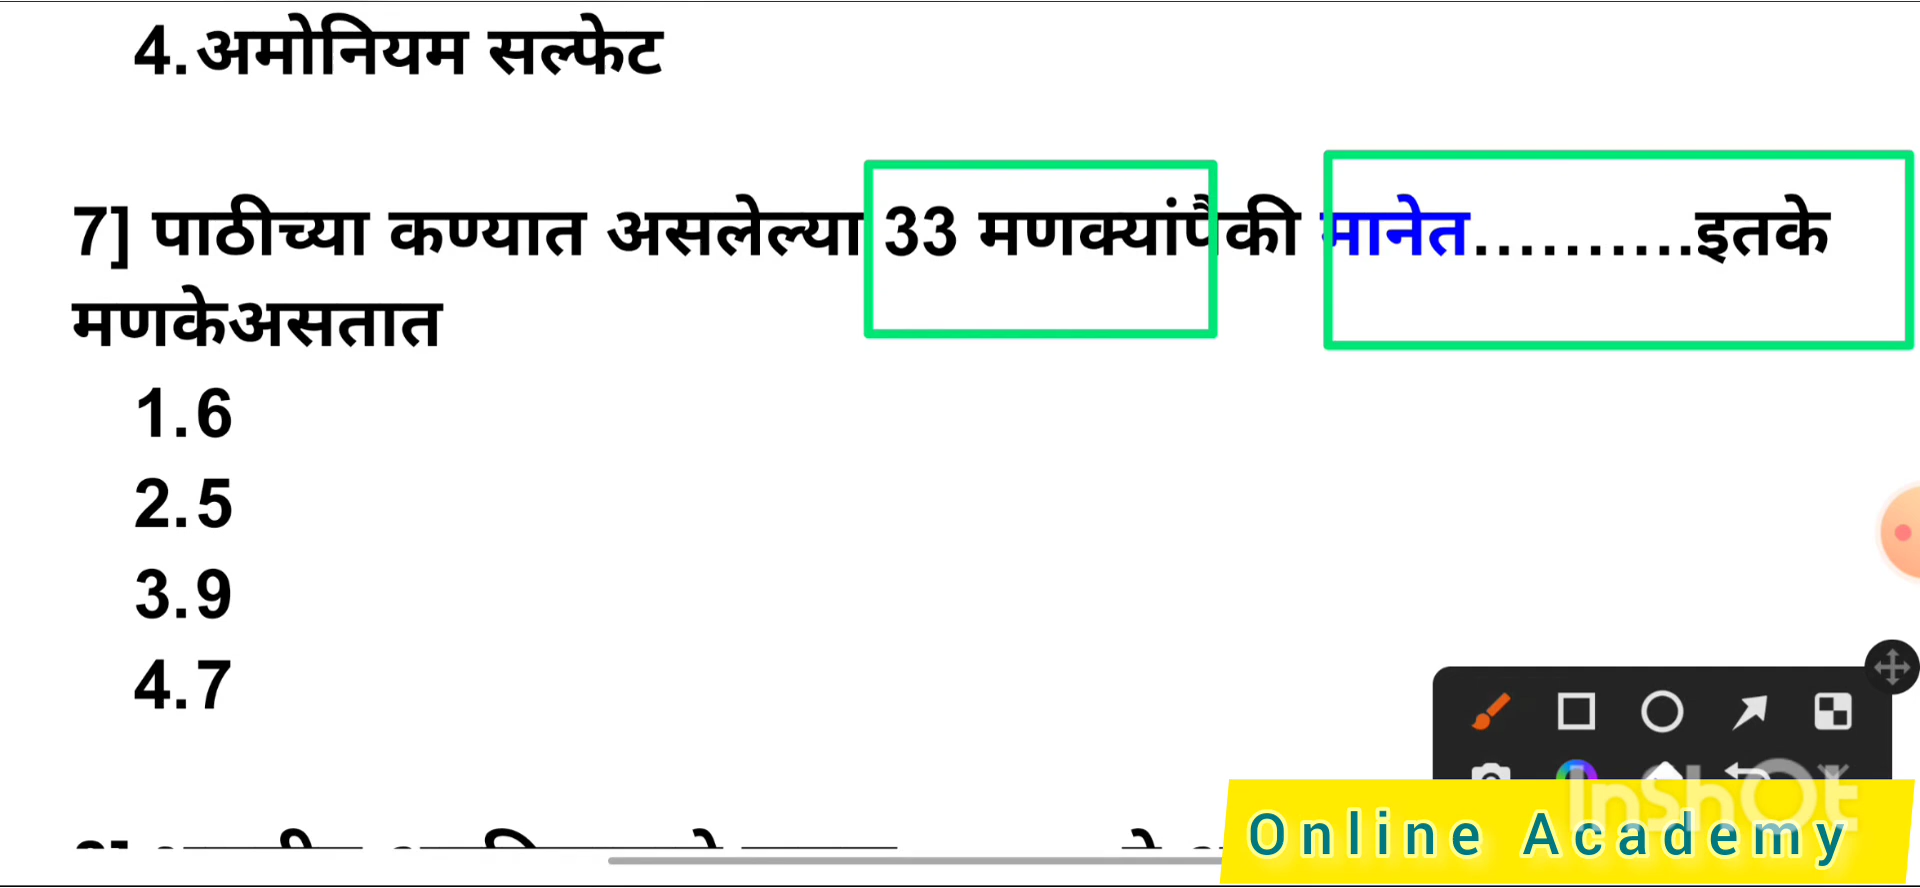 4.अमोनियम सल्फेट
7] पाठीच्या कण्यात असलेल्या 33 मणक्यांपैकी मानेत..........इतके
मणकेअसतात
1.6
2.5
3.9
4.7
InShOt
Online Academy